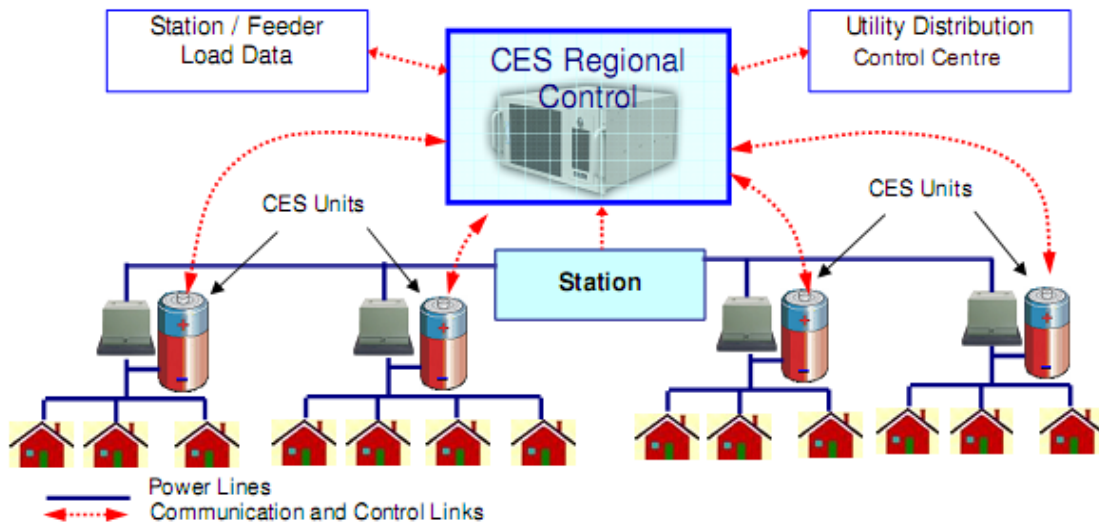 Station / Feeder
Load Data
CES Regional
Control
Utility Distribution
Control Centre
CES Units
CES Units
Station
Power Lines
Communication and Control Links